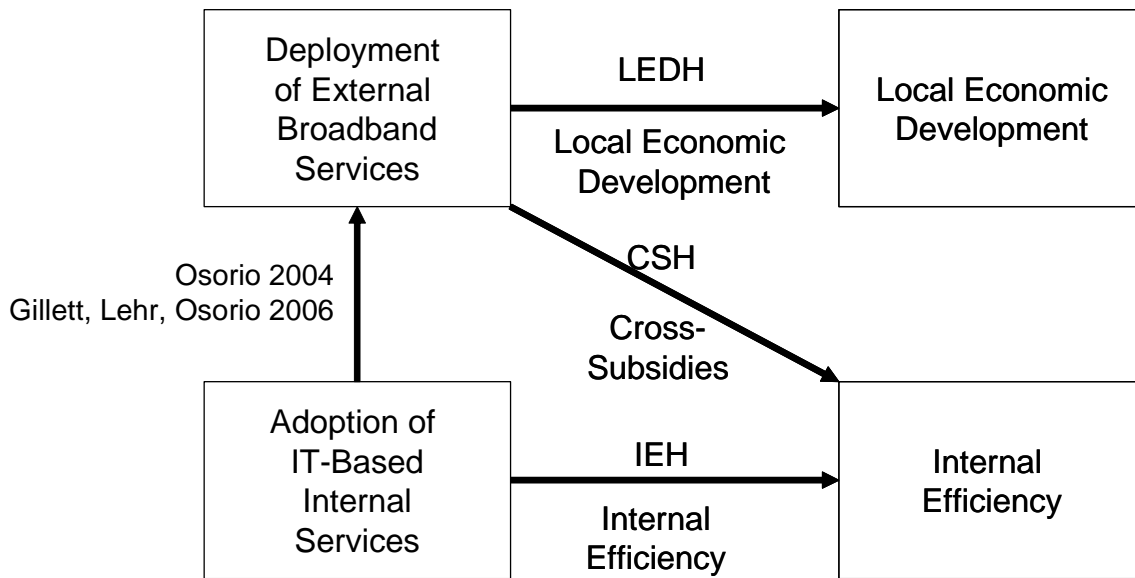 Deployment
of External
Broadband
Services
LEDH
Local Economic
Development
Local Economic
Development
Osorio 2004
Gillett, Lehr, Osorio 2006
CSH
Cross-
Subsidies
Adoption of
IT-Based
Internal
Services
IEH
Internal
Efficiency
Internal
Efficiency